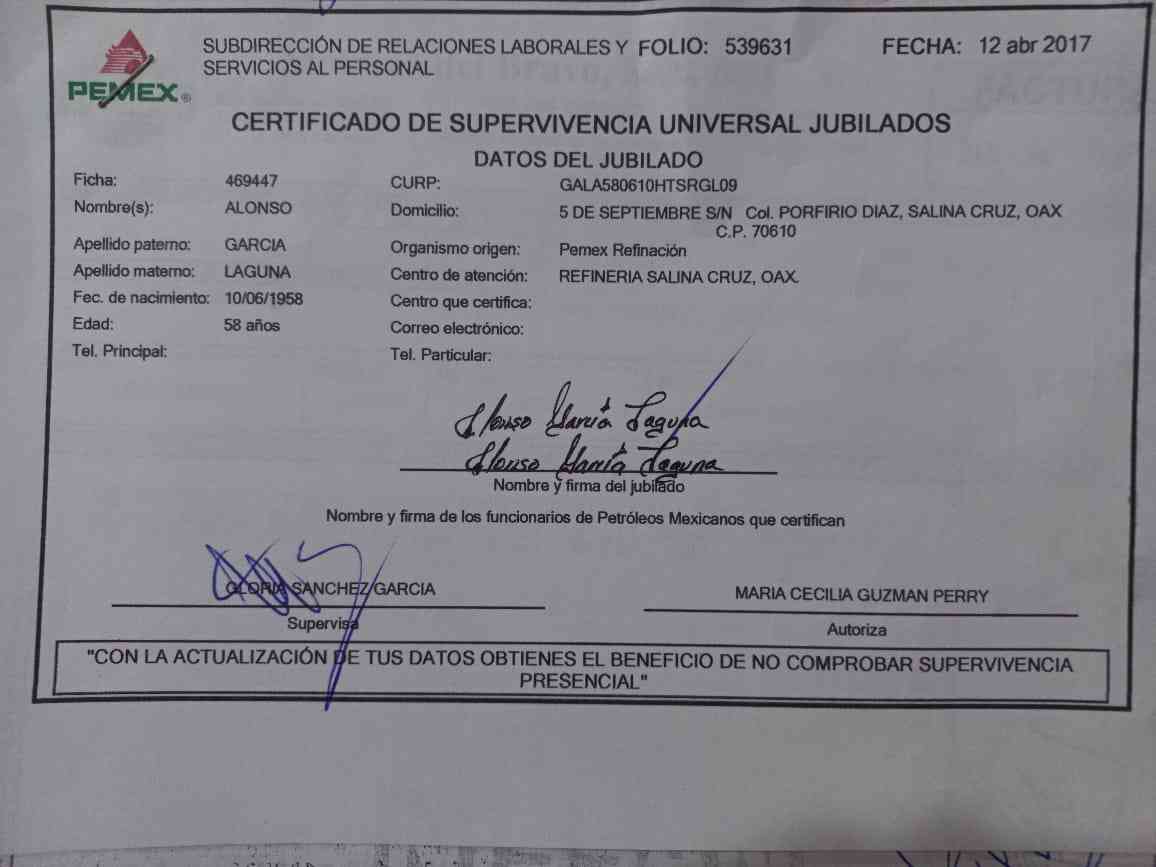 SUBDIRECCIÓN DE RELACIONES LABORALES Y FOLIO: 539631 FECHA: 12 abr 2017
SERVICIOS AL PERSONAL
PEMEX®
CERTIFICADO DE SUPERVIVENCIA UNIVERSAL JUBILADOS
DATOS DEL JUBILADO
Ficha: 469447 CURP: GALA580610HTSRGL09
Nombre(s): ALONSO Domicilio: 5 DE SEPTIEMBRE S/N Col. PORFIRIO DIAZ, SALINA CRUZ, OAX
C.P. 70610
Apellido paterno: GARCIA Organismo origen: Pemex Refinación
Apellido materno: LAGUNA Centro de atención: REFINERIA SALINA CRUZ, OAX.
Fec. de nacimiento: 10/06/1958 Centro que certifica:
Edad: 58 años Correo electrónico:
Tel. Principal: Tel. Particular:
Alonso García Laguna
Alonso García Laguna
Nombre y firma del jubilado
Nombre y firma de los funcionarios de Petróleos Mexicanos que certifican
GLORIA SANCHEZ GARCIA MARIA CECILIA GUZMAN PERRY
Supervisa Autoriza
"CON LA ACTUALIZACIÓN DE TUS DATOS OBTIENES EL BENEFICIO DE NO COMPROBAR SUPERVIVENCIA
PRESENCIAL"